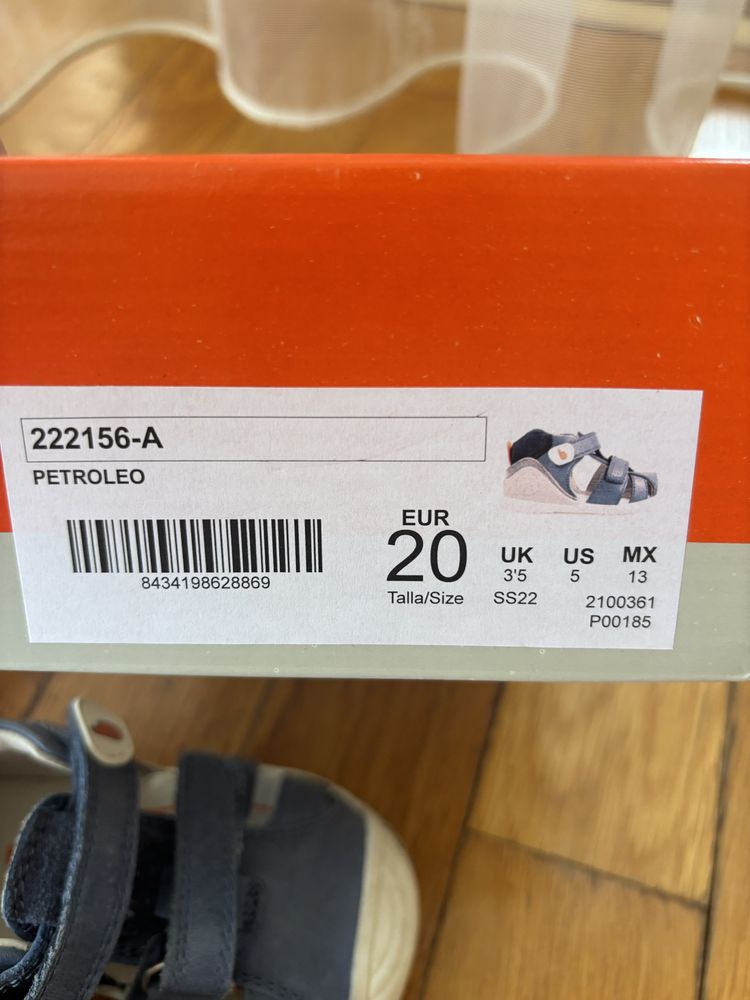 222156-A
PETROLEO
8434198628869
EUR
20
Talla/Size
UK US MX
3'5 5 13
SS22 2100361
P00185